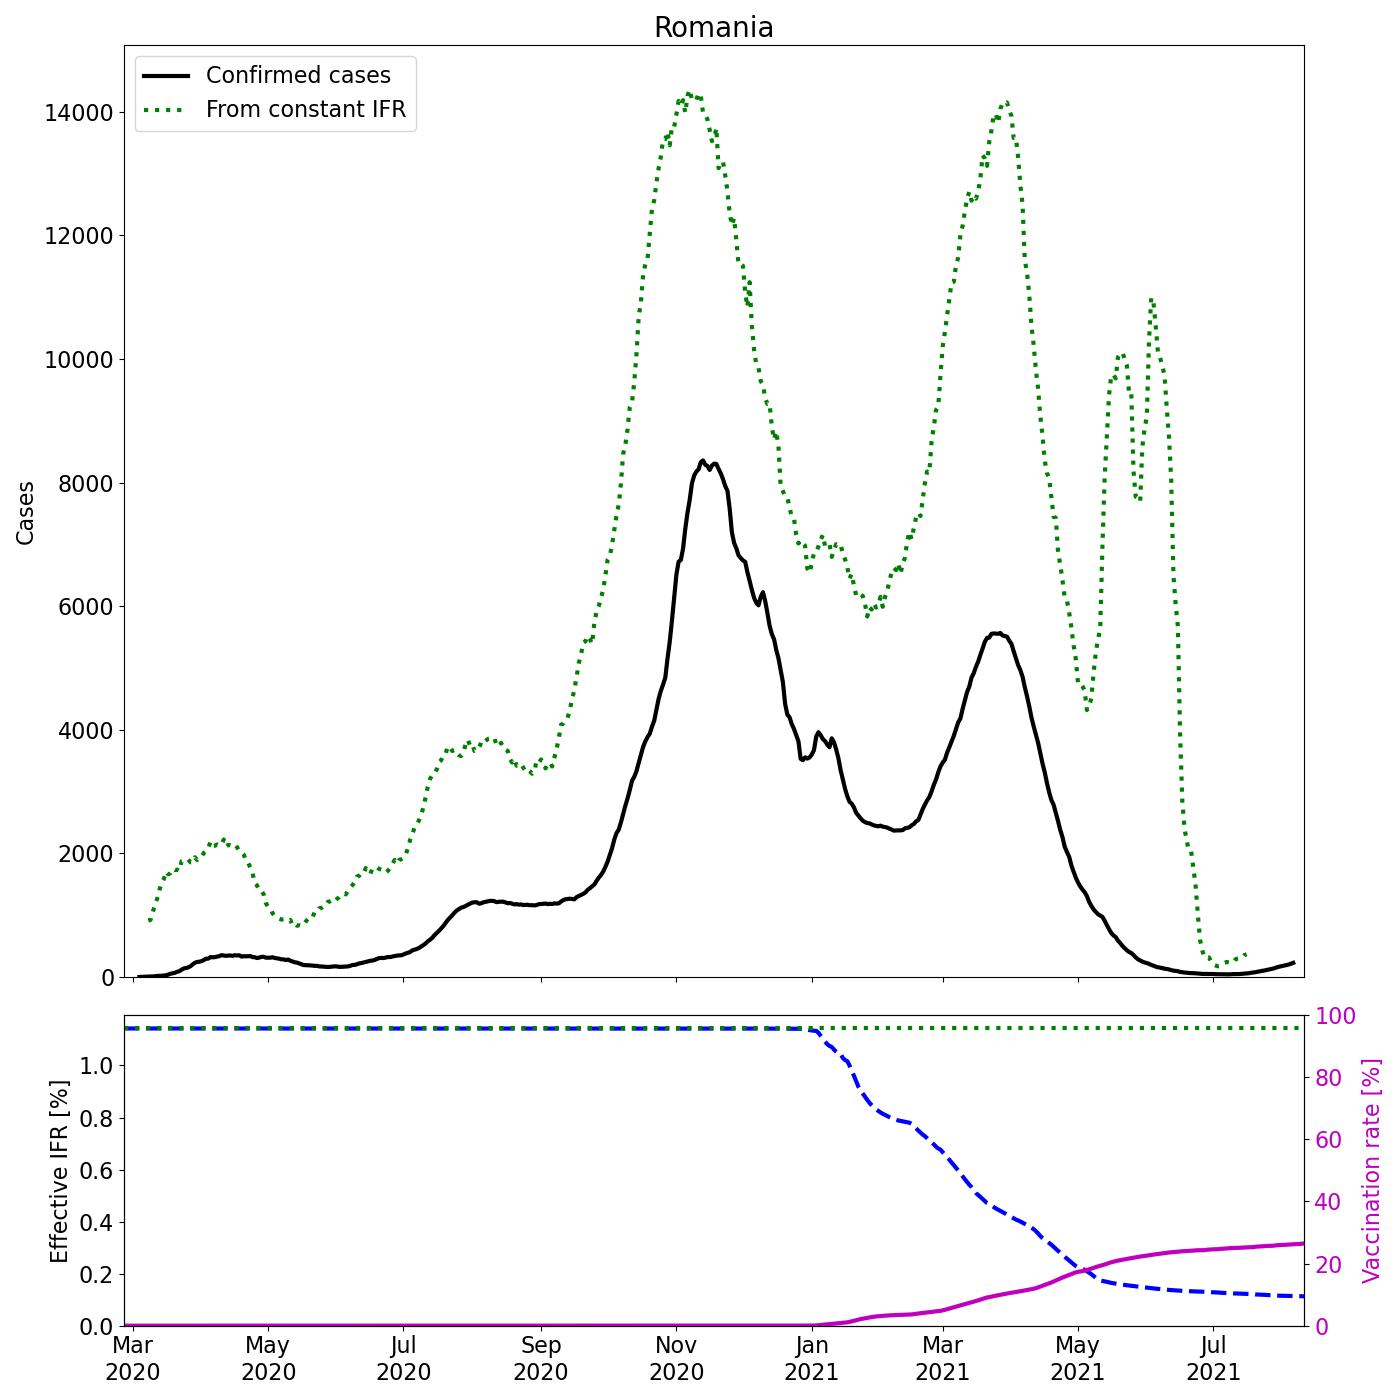 Romania
Confirmed cases
From constant IFR
Cases
14000
12000
10000
8000
6000
4000
2000
0
Effective IFR [%]
1.0
0.8
0.6
0.4
0.2
0.0
100
80
60
40
20
0
Vaccination rate [%]
Mar May Jul Sep Nov Jan Mar May Jul
2020 2020 2020 2020 2020 2021 2021 2021 2021